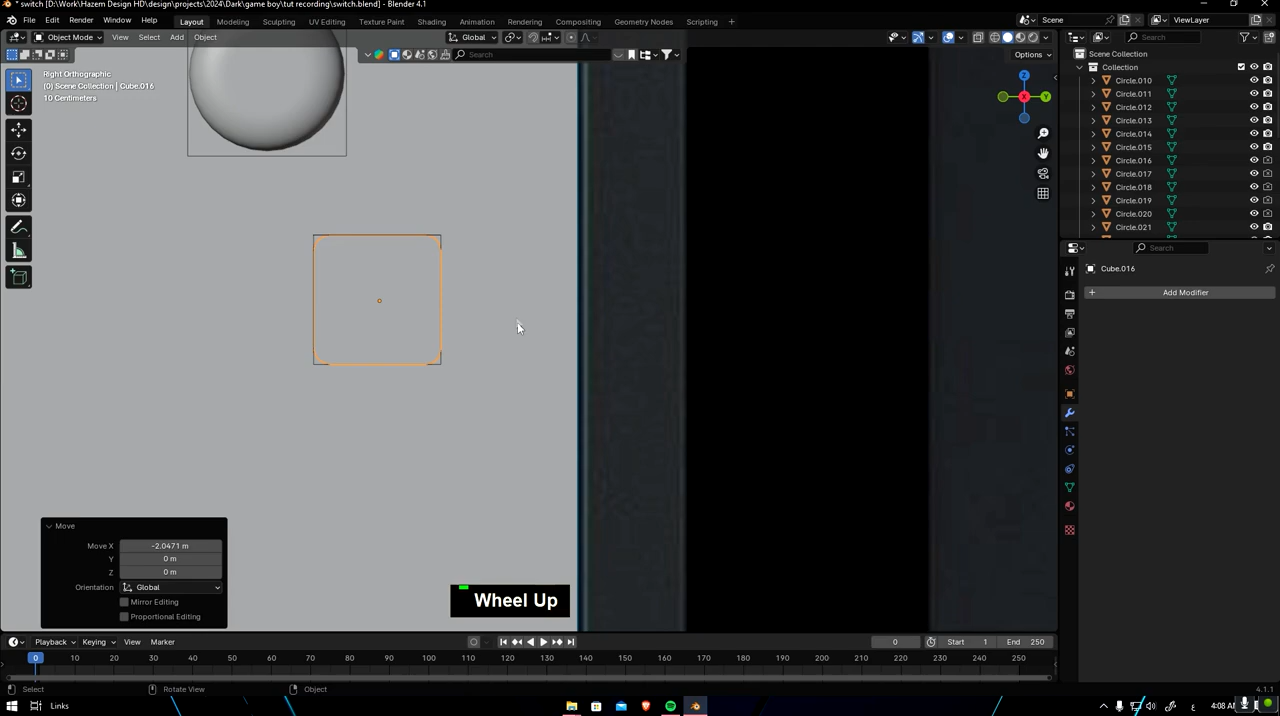 * switch [D:\Work\Hazem Design HD\design\projects\2024\Dark\game boy\tut recording\switch.blend] - Blender 4.1
File Edit Render Window Help Layout Modeling Sculpting UV Editing Texture Paint Shading Animation Rendering Compositing Geometry Nodes Scripting + Scene ViewLayer
Object Mode View Select Add Object Global Search
Search Options
Right Orthographic
(0) Scene Collection | Cube.016
10 Centimeters
Z
Y
X
Scene Collection
Collection
Circle.010
Circle.011
Circle.012
Circle.013
Circle.014
Circle.015
Circle.016
Circle.017
Circle.018
Circle.019
Circle.020
Circle.021
Search
Cube.016
+ Add Modifier
Move
Move X -2.0471 m
Y 0 m
Z 0 m
Orientation Global
Mirror Editing
Proportional Editing
Wheel Up
Playback Keying View Marker 0 Start 1 End 250
0 10 20 30 40 50 60 70 80 90 100 110 120 130 140 150 160 170 180 190 200 210 220 230 240 250
Select Rotate View Object 4.1.1
Links 4:08 AM